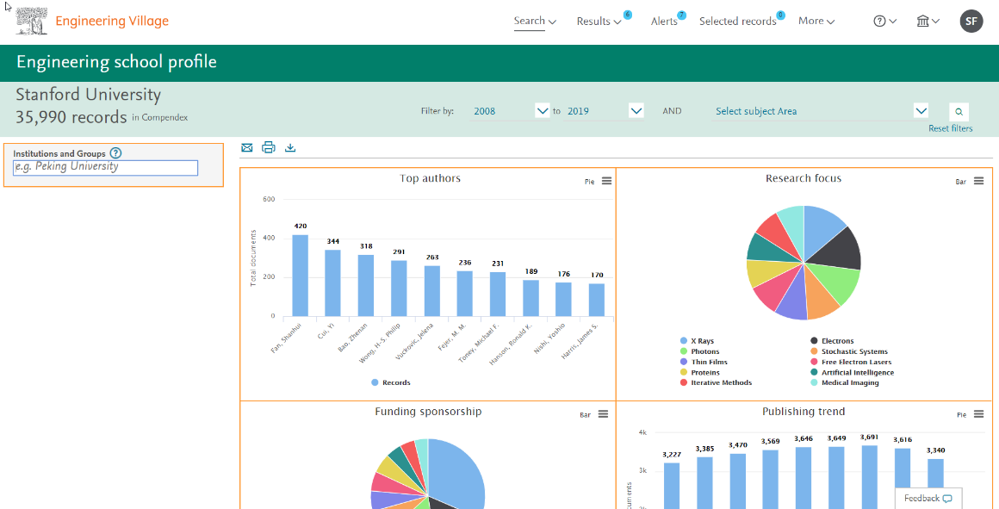 Engineering Village
Search
Results 6
Alerts 7
Selected records 0
More
?
SF
Engineering school profile
Stanford University
35,990 records in Compendex
Filter by: 2008 to 2019 AND Select subject Area
Reset filters
Institutions and Groups ?
e.g. Peking University
Top authors
Pie
600
400
200
0
Total documents
420
344
318
291
263
236
231
189
176
170
Fan, Shanhui
Cui, Yi
Bao, Zhenan
Wong, H.-S. Philip
Vuckovic, Jelena
Fejer, M. M.
Toney, Michael F.
Hanson, Ronald K.
Nishi, Yoshio
Harris, James S.
Records
Research focus
Bar
X Rays
Electrons
Photons
Stochastic Systems
Thin Films
Free Electron Lasers
Proteins
Artificial Intelligence
Iterative Methods
Medical Imaging
Funding sponsorship
Bar
Publishing trend
Pie
4k
3k
3,227
3,385
3,470
3,569
3,646
3,649
3,691
3,616
3,340
Feedback